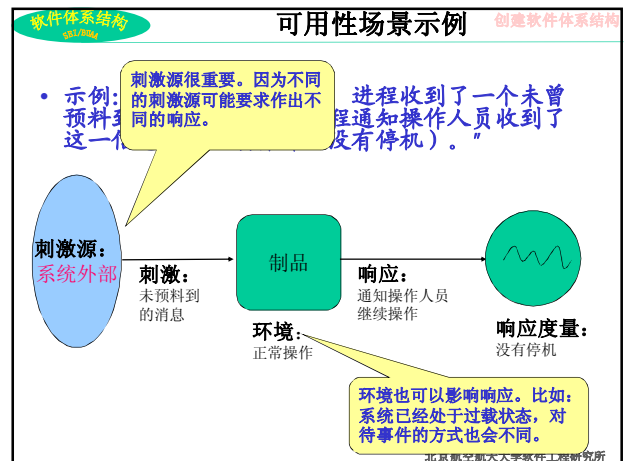 软件体系结构
SEI/BUAA
可用性场景示例
创建软件体系结构
刺激源很重要。因为不同
的刺激源可能要求作出不
同的响应。
• 示例: 进程收到了一个未曾
预料到 程通知操作人员收到了
这一信 没有停机）。”
刺激源：
系统外部
刺激：
未预料到
的消息
制品
响应：
通知操作人员
继续操作
环境：
正常操作
响应度量：
没有停机
环境也可以影响响应。比如：
系统已经处于过载状态，对
待事件的方式也会不同。
北京航空航天大学软件工程研究所